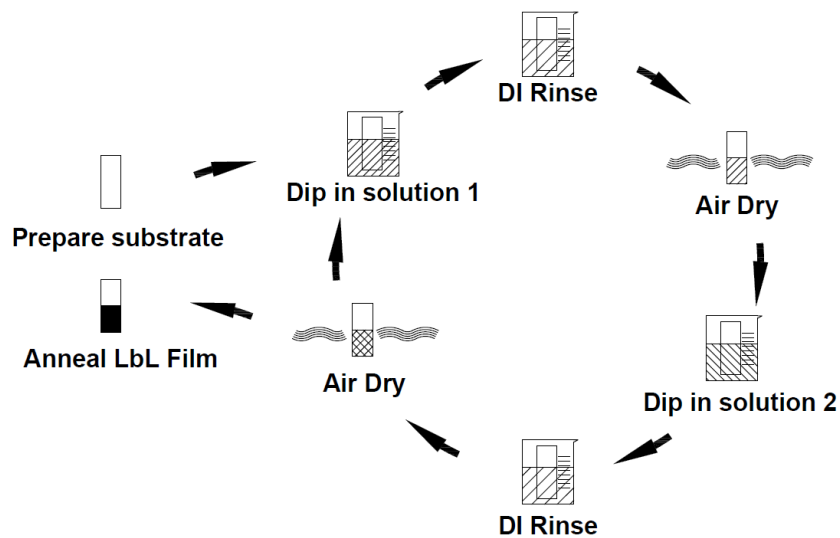 DI Rinse
Dip in solution 1
Air Dry
Prepare substrate
Anneal LbL Film
Air Dry
Dip in solution 2
DI Rinse